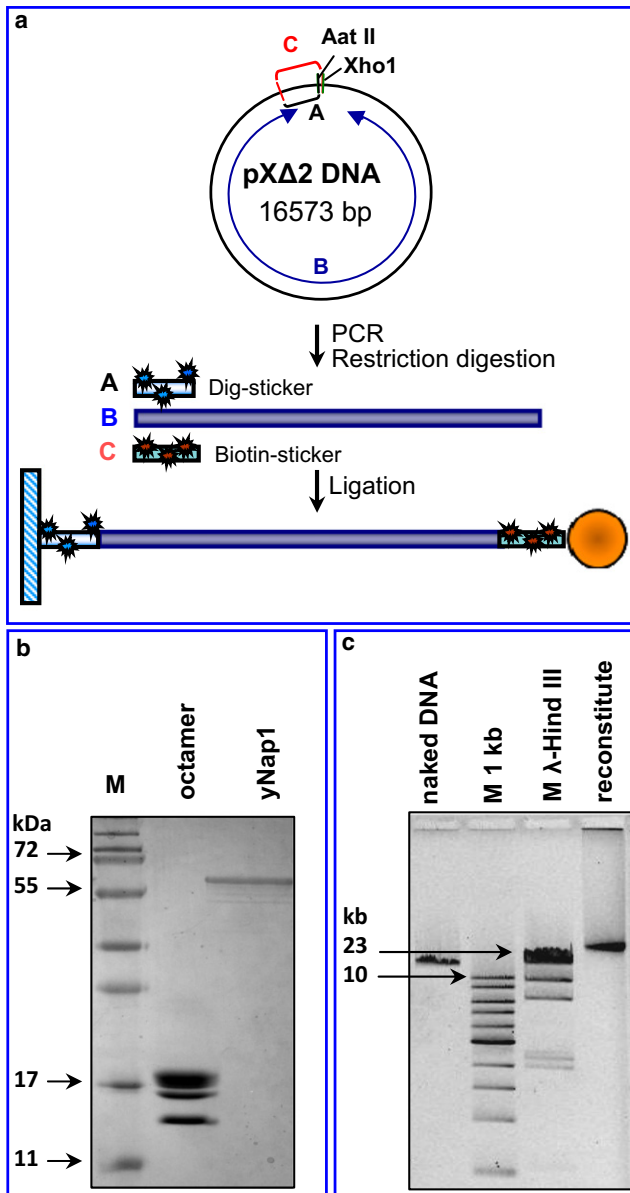 a
C
Aat II
Xho1
A
pXΔ2 DNA
16573 bp
B
PCR
Restriction digestion
A
Dig-sticker
B
C
Biotin-sticker
Ligation
b
M
octamer
yNap1
kDa
72
55
17
11
c
naked DNA
M 1 kb
M λ-Hind III
reconstitute
kb
23
10